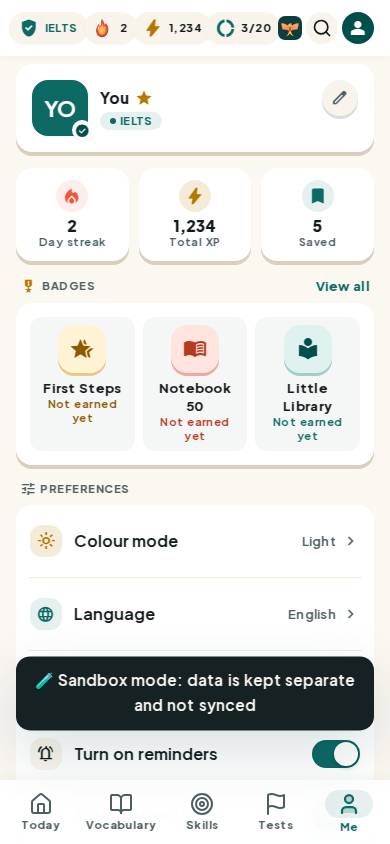 IELTS 2 1,234 3/20
YO
You
IELTS
2
Day streak
1,234
Total XP
5
Saved
BADGES
View all
First Steps
Not earned
yet
Notebook
50
Not earned
yet
Little
Library
Not earned
yet
PREFERENCES
Colour mode
Light
Language
English
Sandbox mode: data is kept separate
and not synced
Turn on reminders
Today
Vocabulary
Skills
Tests
Me